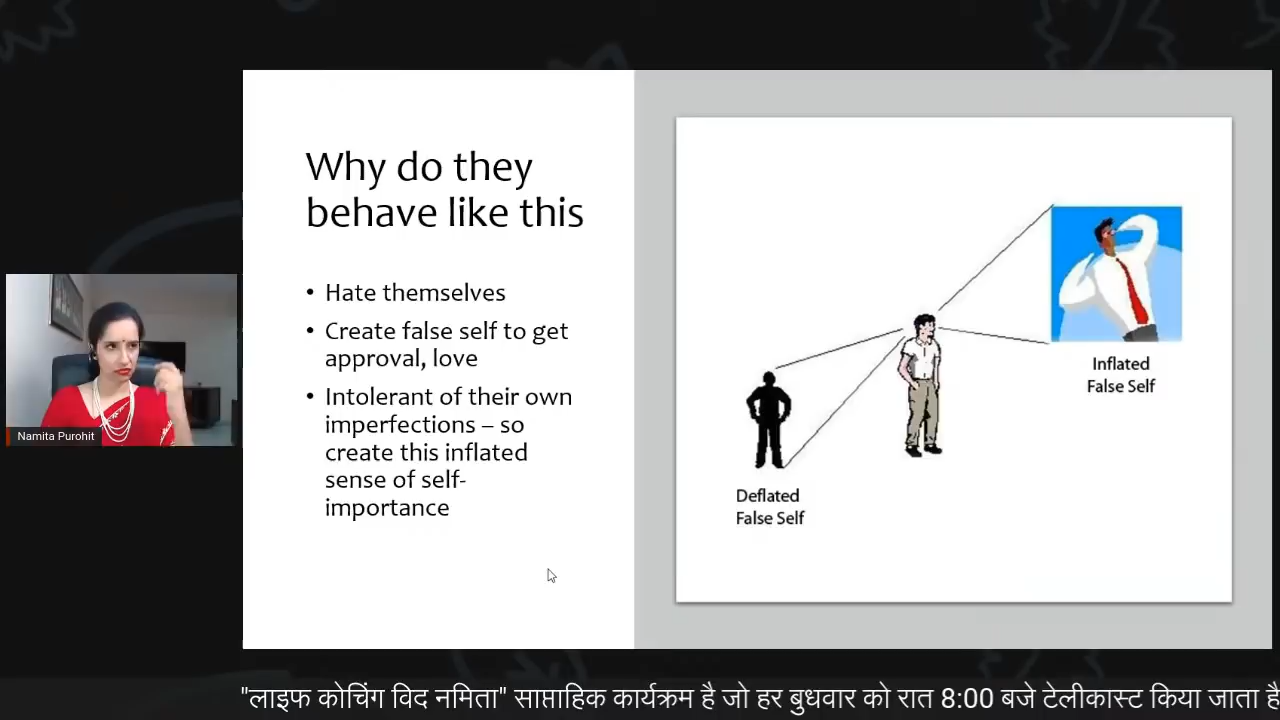 Why do they
behave like this
• Hate themselves
• Create false self to get
approval, love
• Intolerant of their own
imperfections – so
create this inflated
sense of self-
importance
Inflated
False Self
Deflated
False Self
Namita Purohit
"लाइफ कोचिंग विद नमिता" साप्ताहिक कार्यक्रम है जो हर बुधवार को रात 8:00 बजे टेलीकास्ट किया जाता है